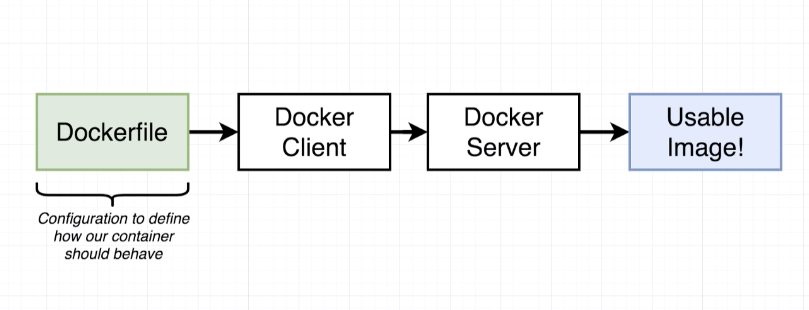 Dockerfile
Docker
Client
Docker
Server
Usable
Image!
Configuration to define
how our container
should behave